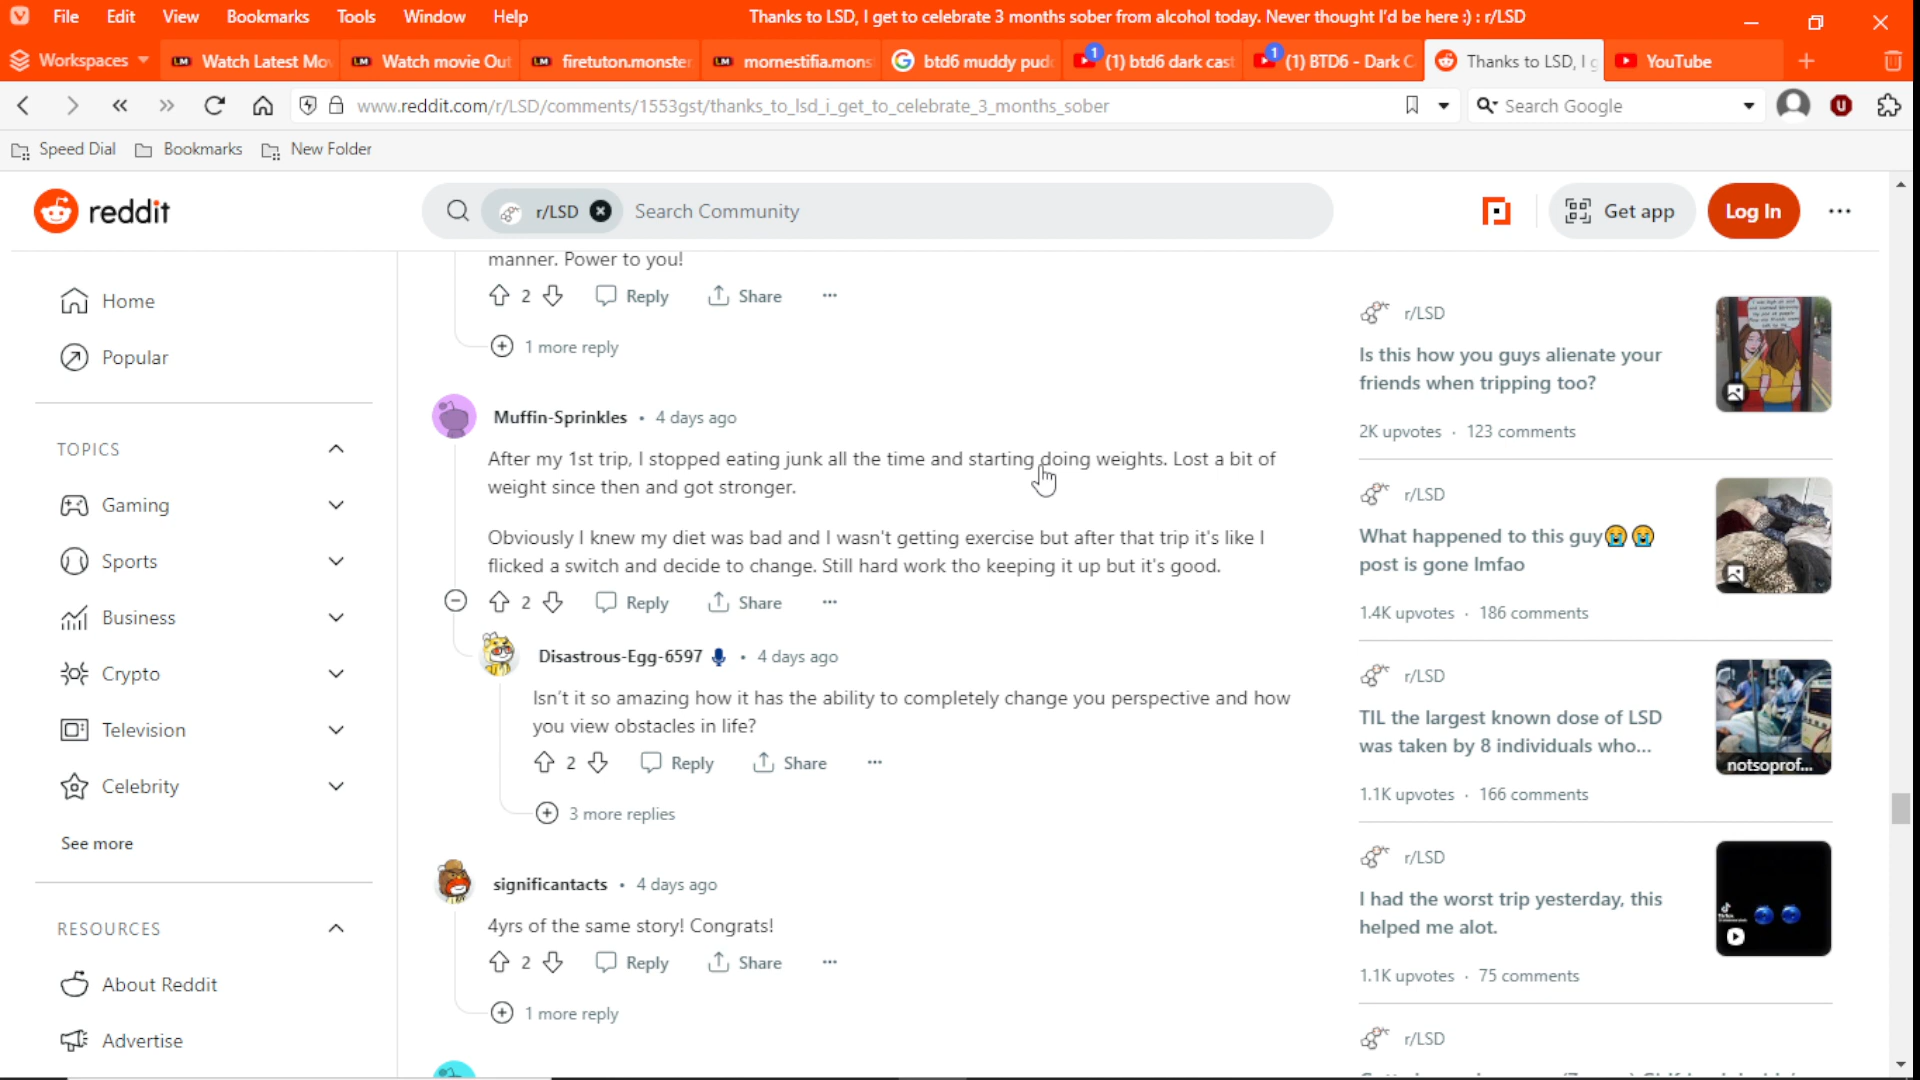 File Edit View Bookmarks Tools Window Help
Thanks to LSD, I get to celebrate 3 months sober from alcohol today. Never thought I'd be here :) : r/LSD
Workspaces
LM Watch Latest Mo
LM Watch movie Out
LM firetuton.monster
LM mornestifia.mons
btd6 muddy pud
1 (1) btd6 dark cast
1 (1) BTD6 - Dark C
Thanks to LSD, I g
YouTube
www.reddit.com/r/LSD/comments/1553gst/thanks_to_lsd_i_get_to_celebrate_3_months_sober
Search Google
Speed Dial Bookmarks New Folder
reddit
r/LSD Search Community
Get app
Log In
Home
Popular
TOPICS
Gaming
Sports
Business
Crypto
Television
Celebrity
See more
RESOURCES
About Reddit
Advertise
manner. Power to you!
2 Reply Share
1 more reply
Muffin-Sprinkles • 4 days ago
After my 1st trip, I stopped eating junk all the time and starting doing weights. Lost a bit of
weight since then and got stronger.
Obviously I knew my diet was bad and I wasn't getting exercise but after that trip it's like I
flicked a switch and decide to change. Still hard work tho keeping it up but it's good.
2 Reply Share
Disastrous-Egg-6597 • 4 days ago
Isn't it so amazing how it has the ability to completely change you perspective and how
you view obstacles in life?
2 Reply Share
3 more replies
significantacts • 4 days ago
4yrs of the same story! Congrats!
2 Reply Share
1 more reply
r/LSD
Is this how you guys alienate your
friends when tripping too?
2K upvotes · 123 comments
r/LSD
What happened to this guy😭😭
post is gone lmfao
1.4K upvotes · 186 comments
r/LSD
TIL the largest known dose of LSD
was taken by 8 individuals who...
notsoprof...
1.1K upvotes · 166 comments
r/LSD
I had the worst trip yesterday, this
helped me alot.
1.1K upvotes · 75 comments
r/LSD